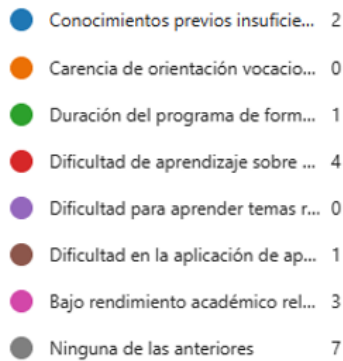 Conocimientos previos insuficie... 2
Carencia de orientación vocacio... 0
Duración del programa de form... 1
Dificultad de aprendizaje sobre ... 4
Dificultad para aprender temas r... 0
Dificultad en la aplicación de ap... 1
Bajo rendimiento académico rel... 3
Ninguna de las anteriores 7